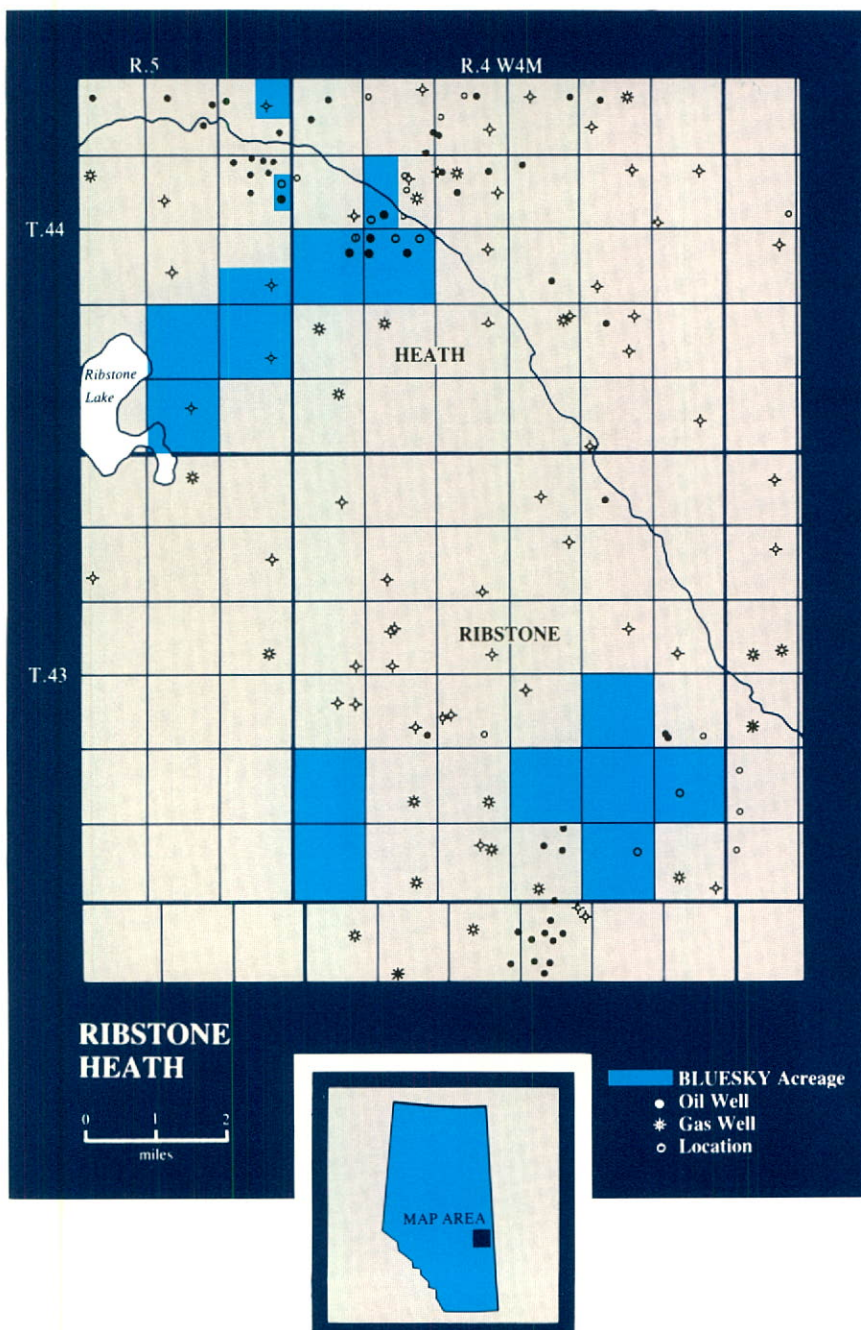 R.5
R.4 W4M
T.44
HEATH
Ribstone
Lake
RIBSTONE
T.43
RIBSTONE
HEATH
0 1 2
miles
BLUESKY Acreage
Oil Well
Gas Well
Location
MAP AREA